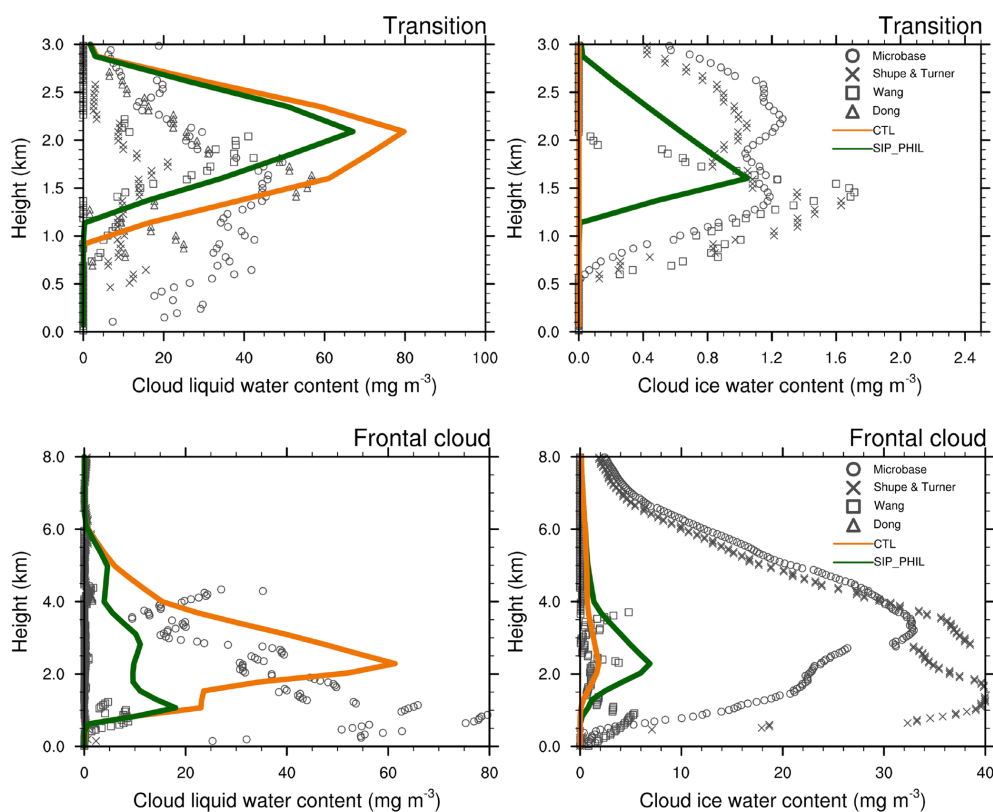 Transition
3.0
2.5
2.0
1.5
1.0
0.5
0.0
Height (km)
0 20 40 60 80 100
Cloud liquid water content (mg m⁻³)
Transition
3.0
2.5
2.0
1.5
1.0
0.5
0.0
Height (km)
Microbase
Shupe & Turner
Wang
Dong
CTL
SIP_PHIL
0.0 0.4 0.8 1.2 1.6 2.0 2.4
Cloud ice water content (mg m⁻³)
Frontal cloud
8.0
6.0
4.0
2.0
0.0
Height (km)
0 20 40 60 80
Cloud liquid water content (mg m⁻³)
Frontal cloud
8.0
6.0
4.0
2.0
0.0
Height (km)
Microbase
Shupe & Turner
Wang
Dong
CTL
SIP_PHIL
0 10 20 30 40
Cloud ice water content (mg m⁻³)